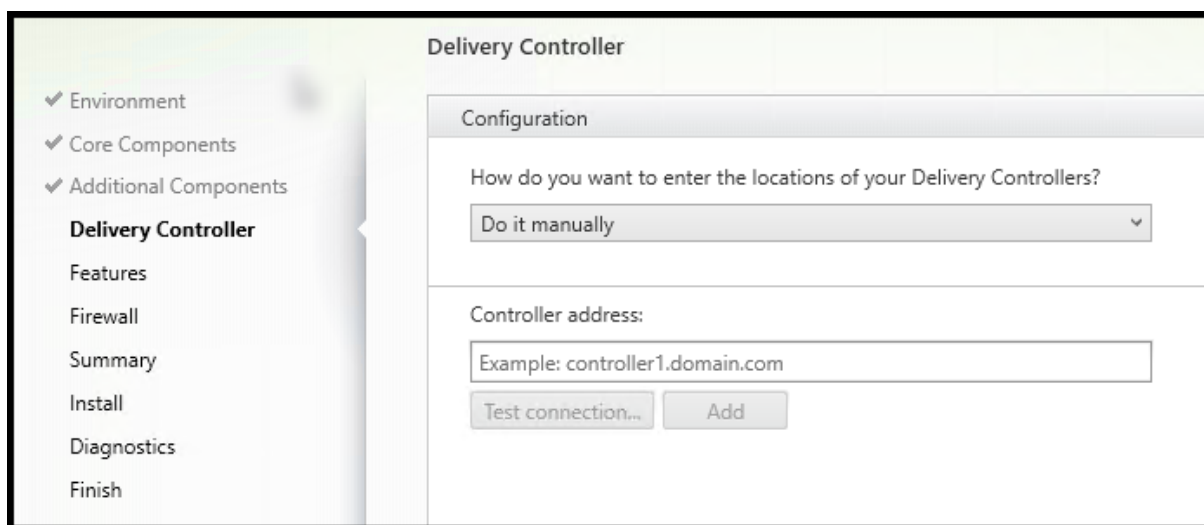 Delivery Controller
Environment
Core Components
Additional Components
Delivery Controller
Features
Firewall
Summary
Install
Diagnostics
Finish
Configuration
How do you want to enter the locations of your Delivery Controllers?
Do it manually
Controller address:
Example: controller1.domain.com
Test connection...
Add